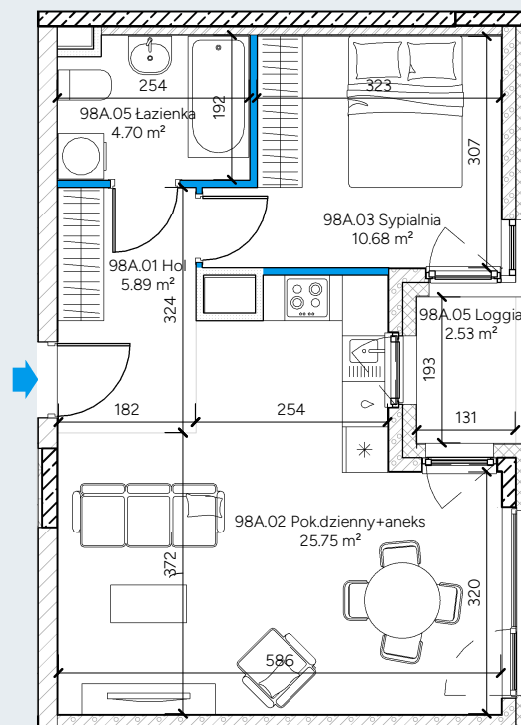 254
98A.05 Łazienka
4.70 m²
192
323
307
98A.03 Sypialnia
10.68 m²
98A.01 Hol
5.89 m²
324
98A.05 Loggia
2.53 m²
193
131
182
254
98A.02 Pok.dzienny+aneks
25.75 m²
372
320
586